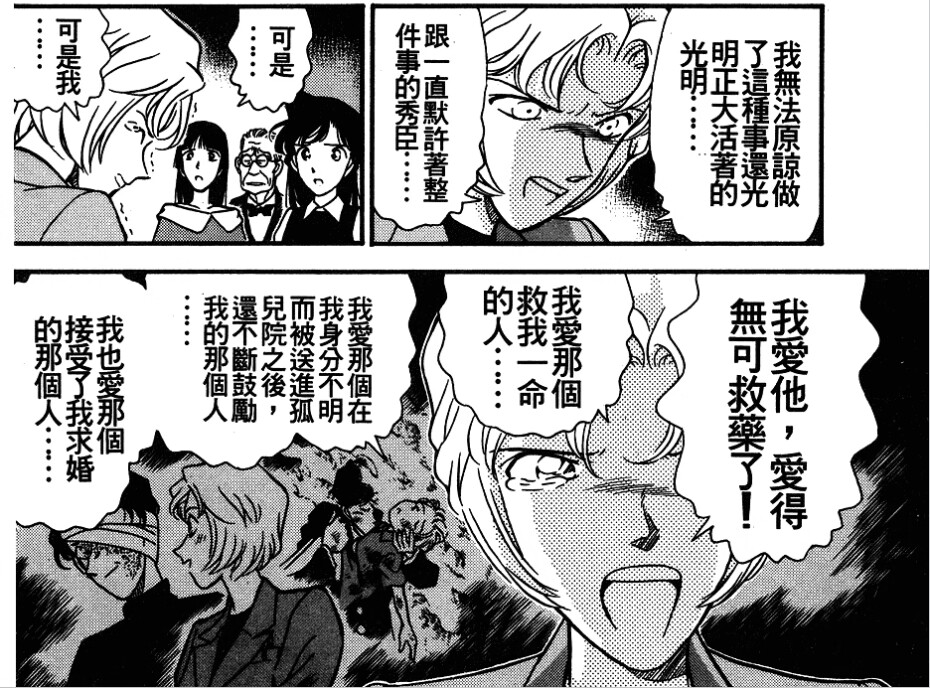 我無法原諒做
了這種事還光
明正大活著的
光明……
跟一直默許著整
件事的秀臣……
可是
……
可是我
……
我愛他，愛得
無可救藥了！
我愛那個
救我一命
的人……
我愛那個在
我身分不明
而被送進孤
兒院之後，
還不斷鼓勵
我的那個人
……
我也愛那個
接受了我求婚
的那個人……